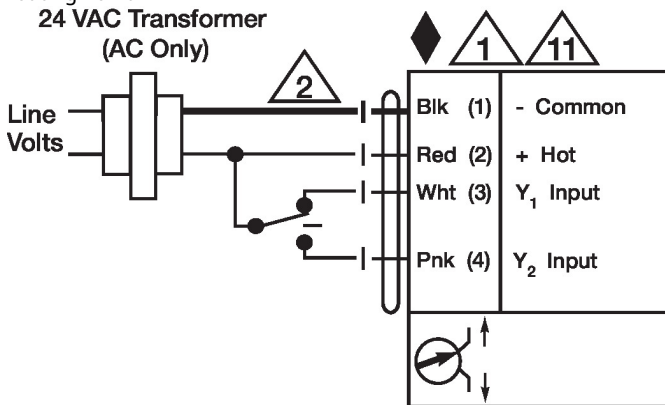 24 VAC Transformer
(AC Only)
1
11
2
Line
Volts
Blk (1) - Common
Red (2) + Hot
Wht (3) Y1 Input
Pnk (4) Y2 Input